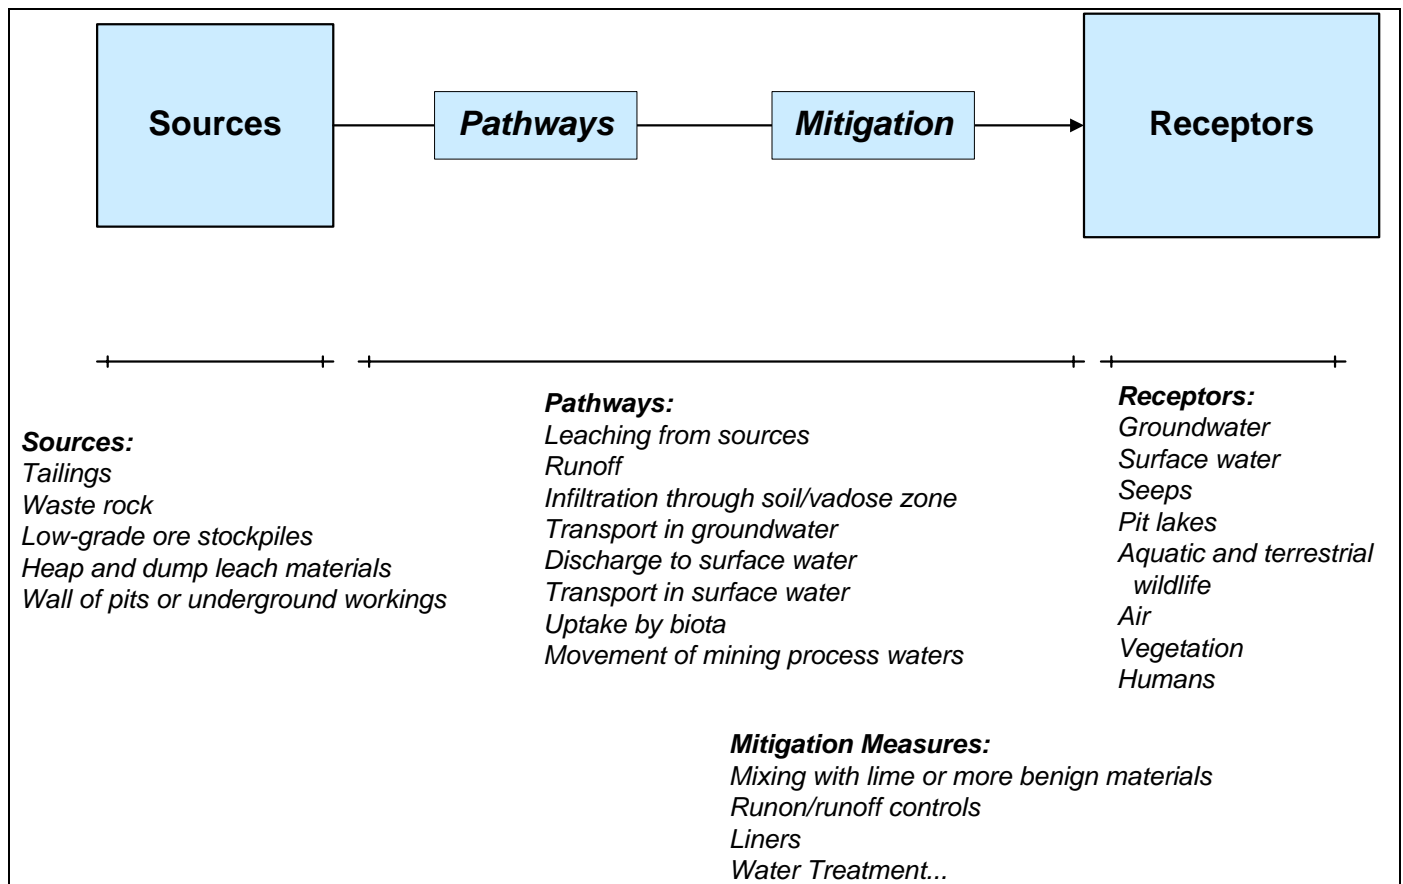 Sources
Pathways
Mitigation
Receptors
Sources:
Tailings
Waste rock
Low-grade ore stockpiles
Heap and dump leach materials
Wall of pits or underground workings
Pathways:
Leaching from sources
Runoff
Infiltration through soil/vadose zone
Transport in groundwater
Discharge to surface water
Transport in surface water
Uptake by biota
Movement of mining process waters
Receptors:
Groundwater
Surface water
Seeps
Pit lakes
Aquatic and terrestrial
wildlife
Air
Vegetation
Humans
Mitigation Measures:
Mixing with lime or more benign materials
Runon/runoff controls
Liners
Water Treatment...